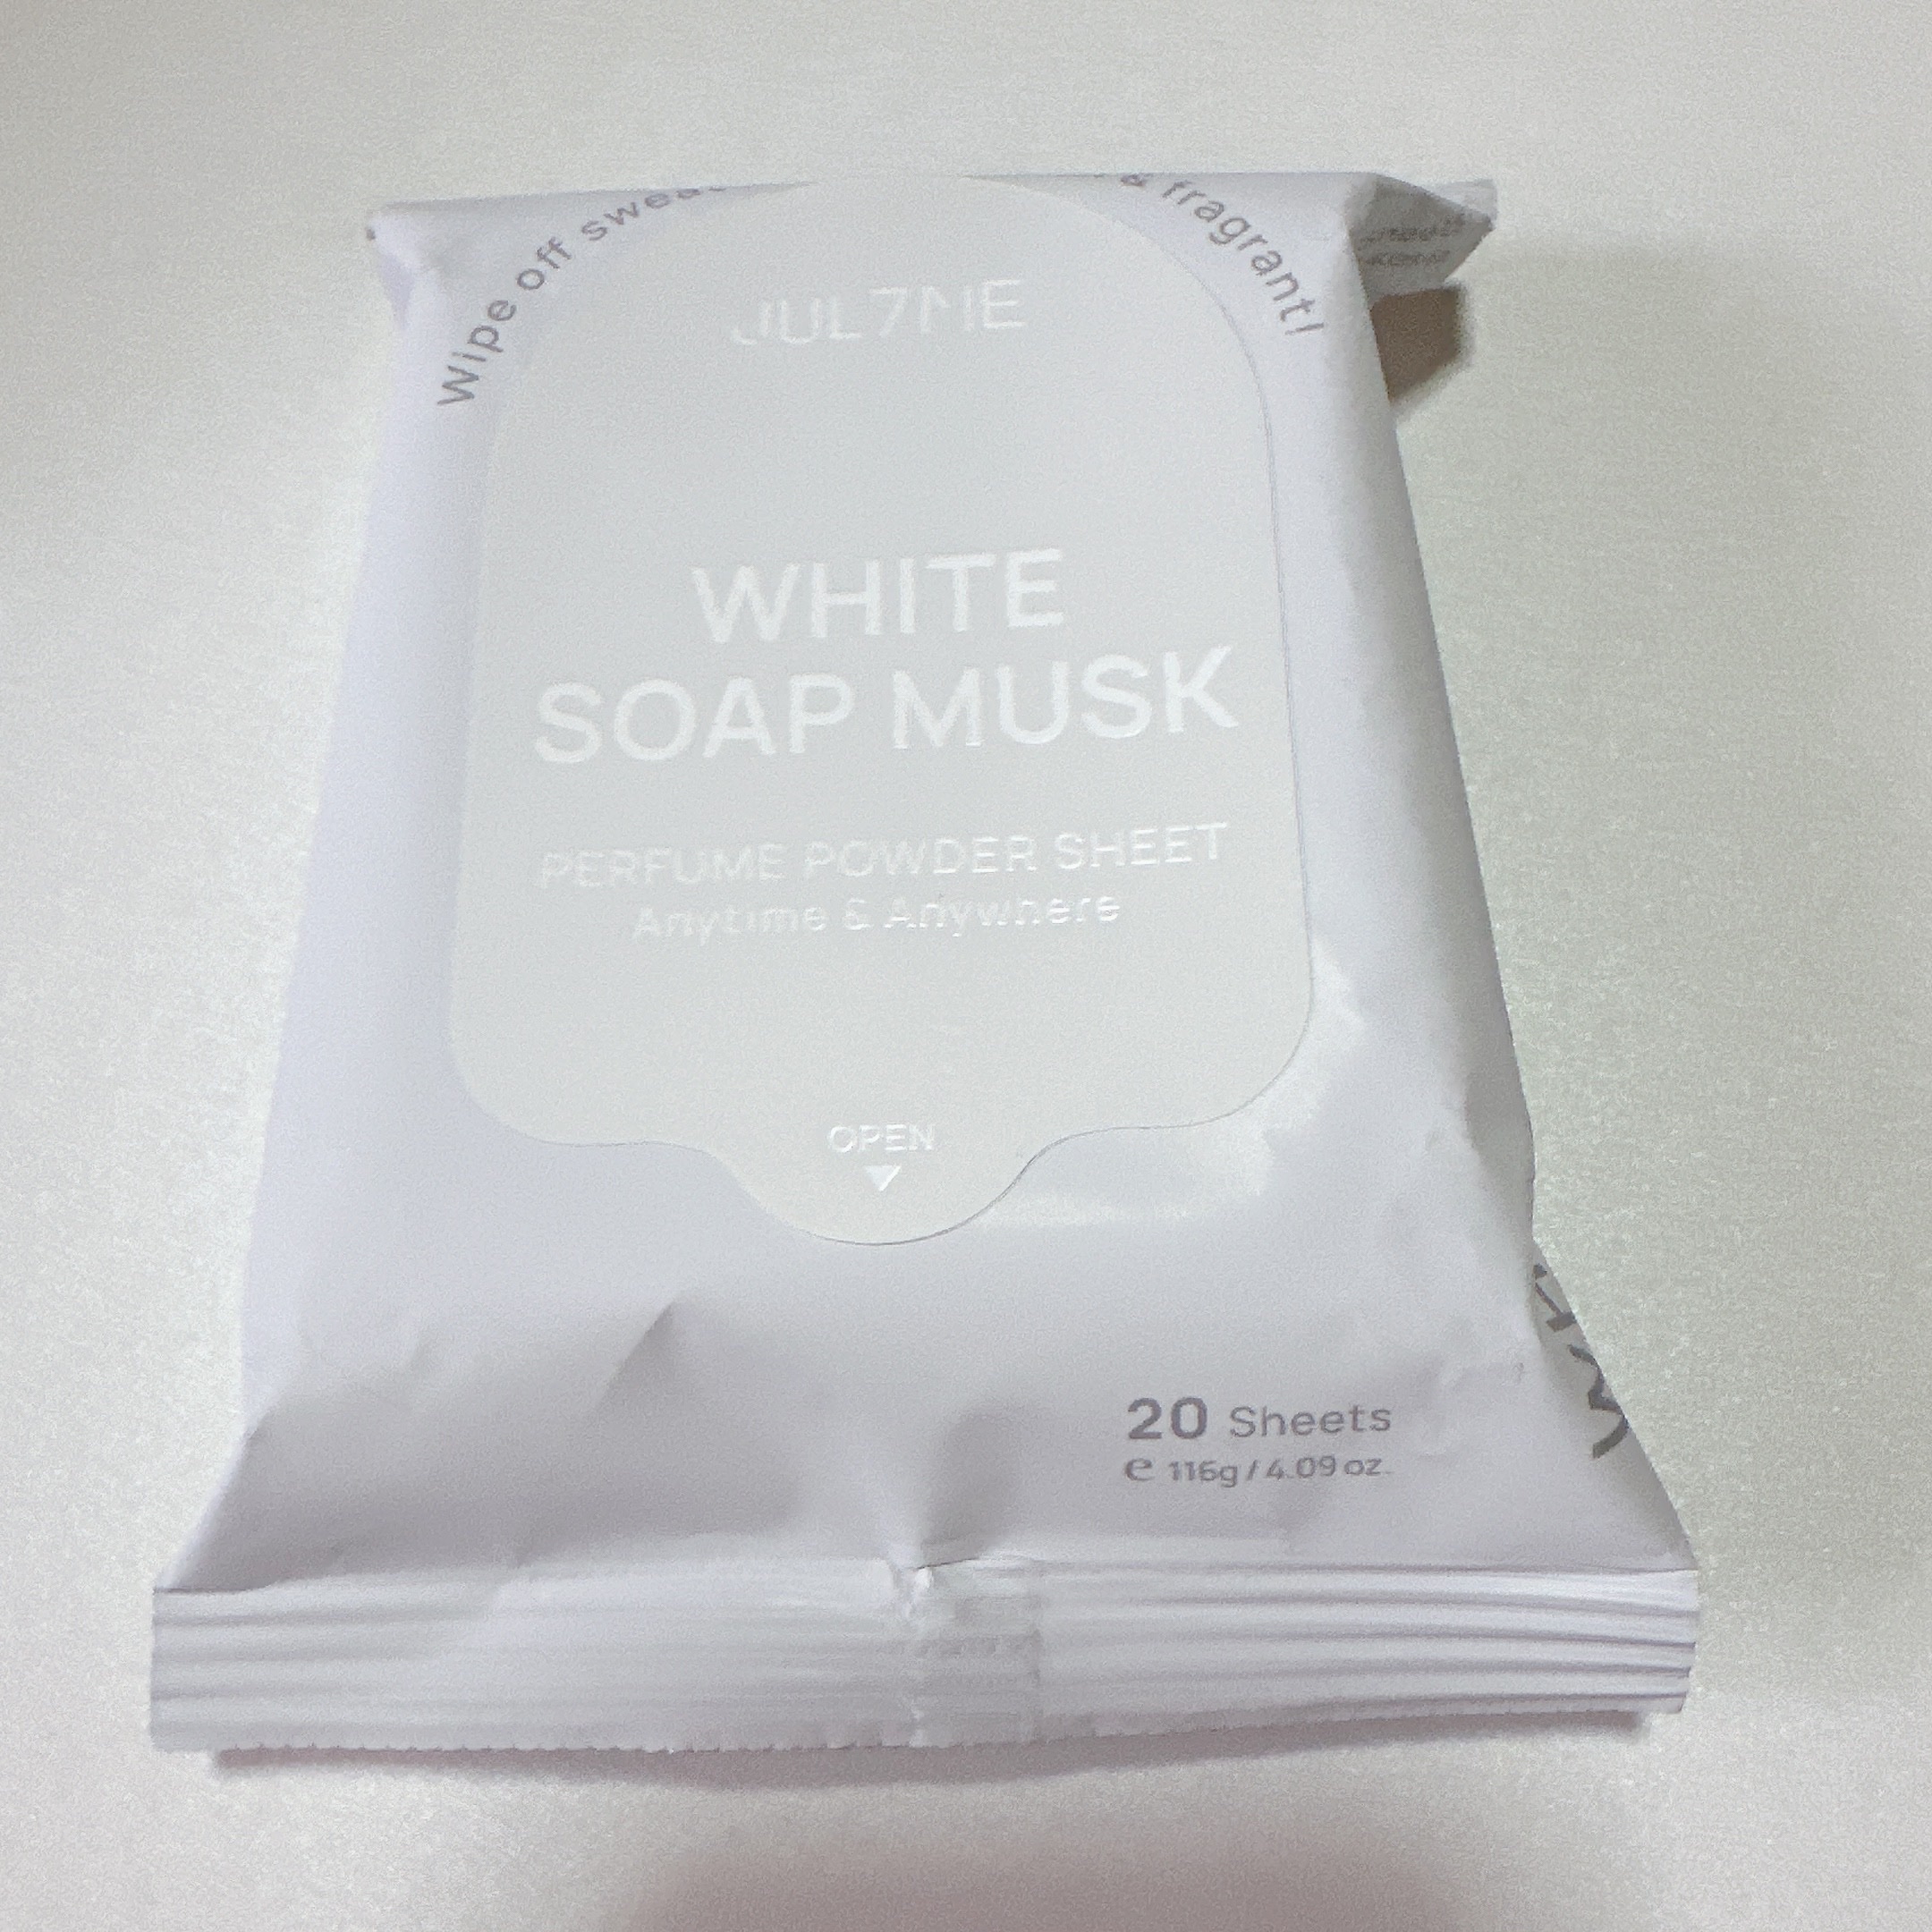 Wipe off sweat
& fragrant!
JUL7ME
WHITE
SOAP MUSK
PERFUME POWDER SHEET
Anytime & Anywhere
OPEN
20 Sheets
e 116g / 4.09 oz.